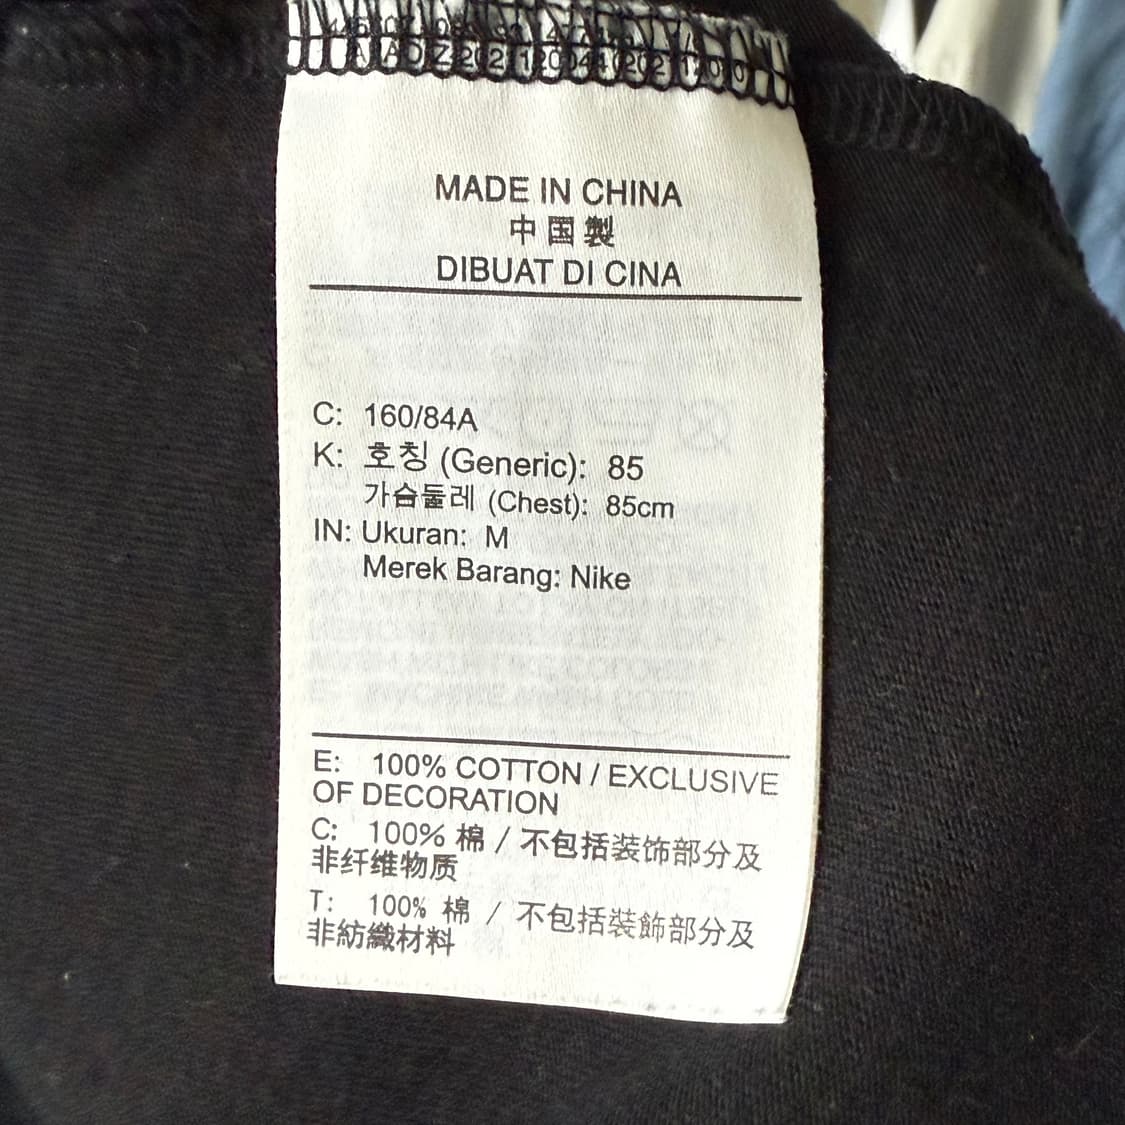 MADE IN CHINA
中国製
DIBUAT DI CINA
C: 160/84A
K: 호칭 (Generic): 85
가슴둘레 (Chest): 85cm
IN: Ukuran: M
Merek Barang: Nike
E: 100% COTTON / EXCLUSIVE
OF DECORATION
C: 100% 棉 / 不包括装饰部分及
非纤维物质
T: 100% 棉 / 不包括裝飾部分及
非紡織材料